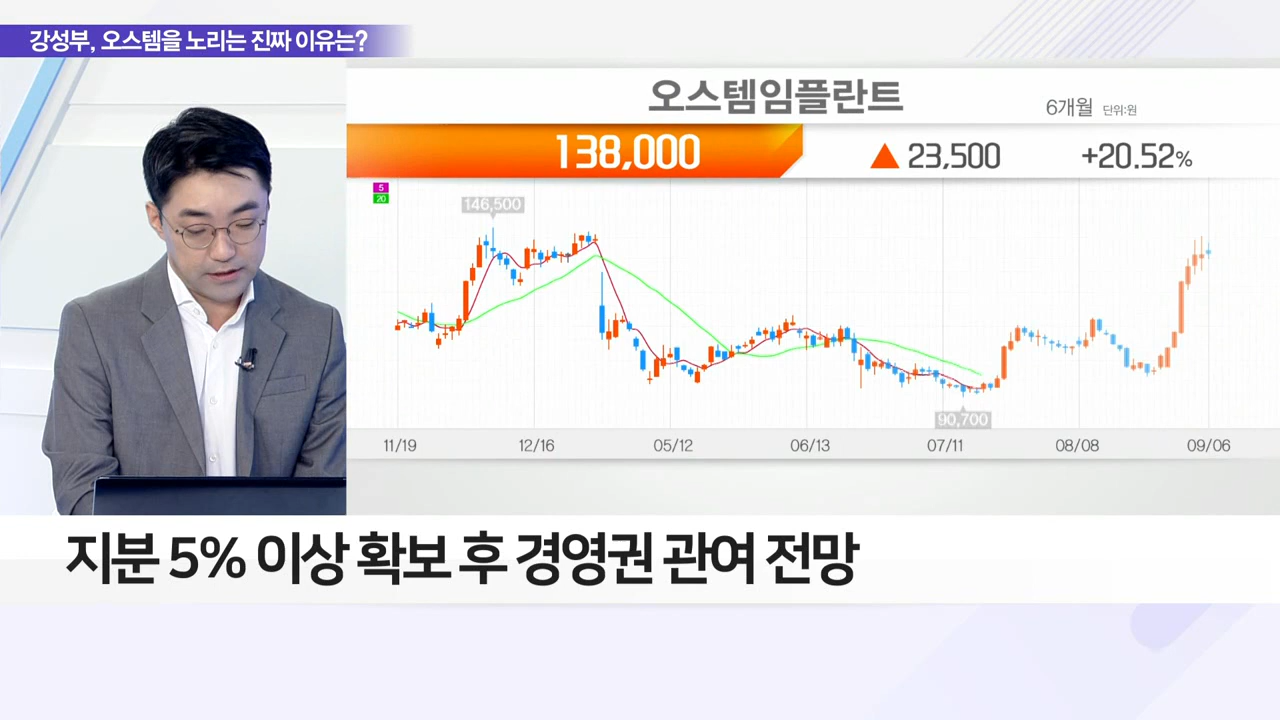 강성부, 오스템을 노리는 진짜 이유는?
오스템임플란트
6개월 단위:원
138,000 ▲ 23,500 +20.52%
5
20
146,500
90,700
11/19 12/16 05/12 06/13 07/11 08/08 09/06
지분 5% 이상 확보 후 경영권 관여 전망